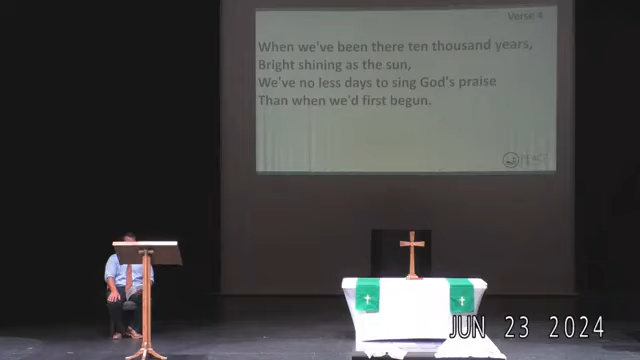 Verse 4
When we've been there ten thousand years,
Bright shining as the sun,
We've no less days to sing God's praise
Than when we'd first begun.
JUN 23 2024